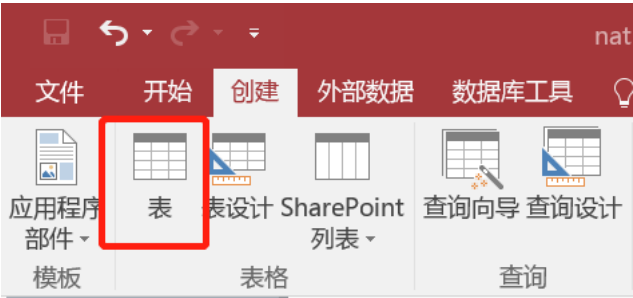 nat
文件 开始 创建 外部数据 数据库工具
应用程序 表 表设计 SharePoint 查询向导 查询设计
部件 列表
模板 表格 查询